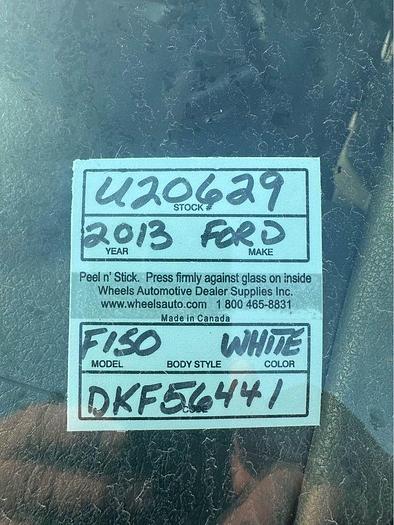 U20629
STOCK #
2013 FORD
YEAR MAKE
Peel n' Stick. Press firmly against glass on inside
Wheels Automotive Dealer Supplies Inc.
www.wheelsauto.com 1 800 465-8831
Made in Canada
F150 WHITE
MODEL BODY STYLE COLOR
DKF56441
CODE